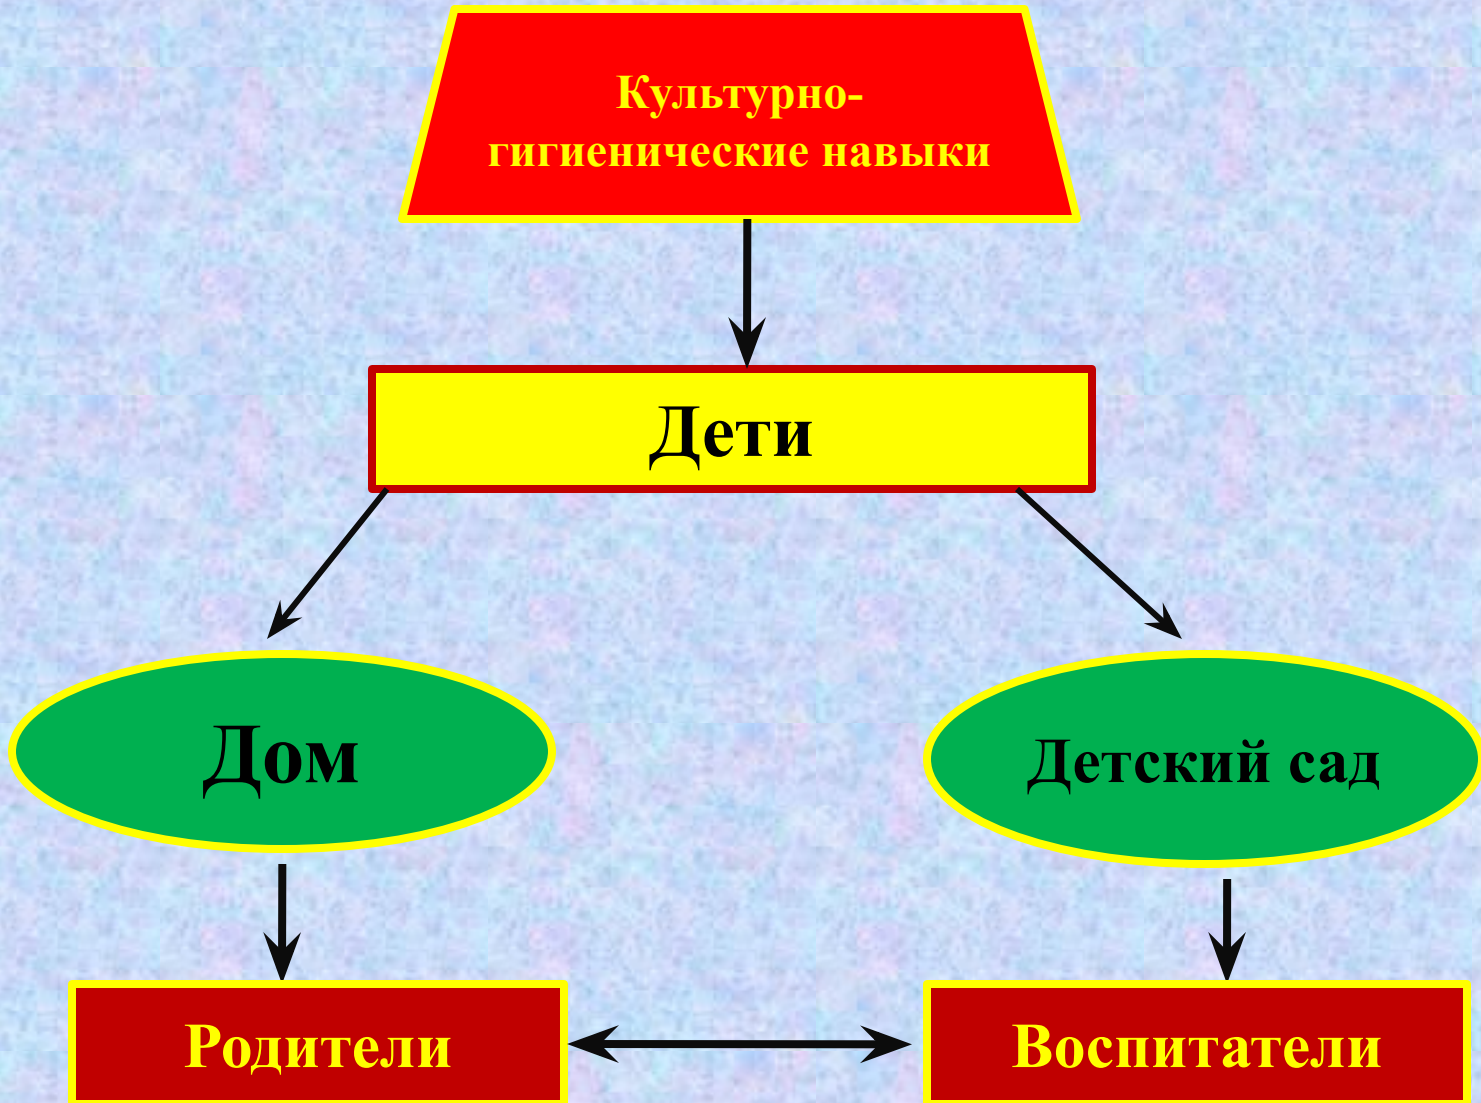 Культурно-
гигиенические навыки
Дети
Дом
Детский сад
Родители
Воспитатели